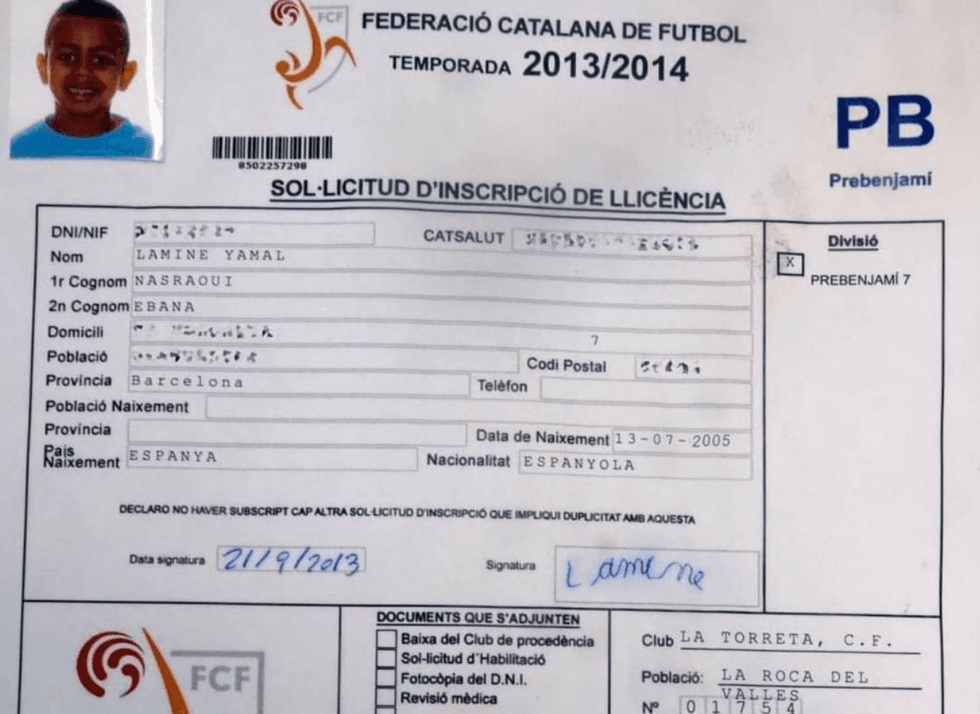 FCF
FEDERACIÓ CATALANA DE FUTBOL
TEMPORADA 2013/2014
PB
Prebenjamí
8502257298
SOL·LICITUD D'INSCRIPCIÓ DE LLICÈNCIA
DNI/NIF CATSALUT
Nom LAMINE YAMAL
1r Cognom NASRAOUI
2n Cognom EBANA
Domicili 7
Població Codi Postal
Província Barcelona Telèfon
Població Naixement
Província Data de Naixement 13-07-2005
País Naixement ESPANYA Nacionalitat ESPANYOLA
Divisió
X PREBENJAMÍ 7
DECLARO NO HAVER SUBSCRIPT CAP ALTRA SOL·LICITUD D'INSCRIPCIÓ QUE IMPLIQUI DUPLICITAT AMB AQUESTA
Data signatura 21/9/2013 Signatura Lamine
FCF
DOCUMENTS QUE S'ADJUNTEN
Baixa del Club de procedència
Sol·licitud d'Habilitació
Fotocòpia del D.N.I.
Revisió mèdica
Club LA TORRETA, C.F.
Població: LA ROCA DEL
VALLES
Nº 01754